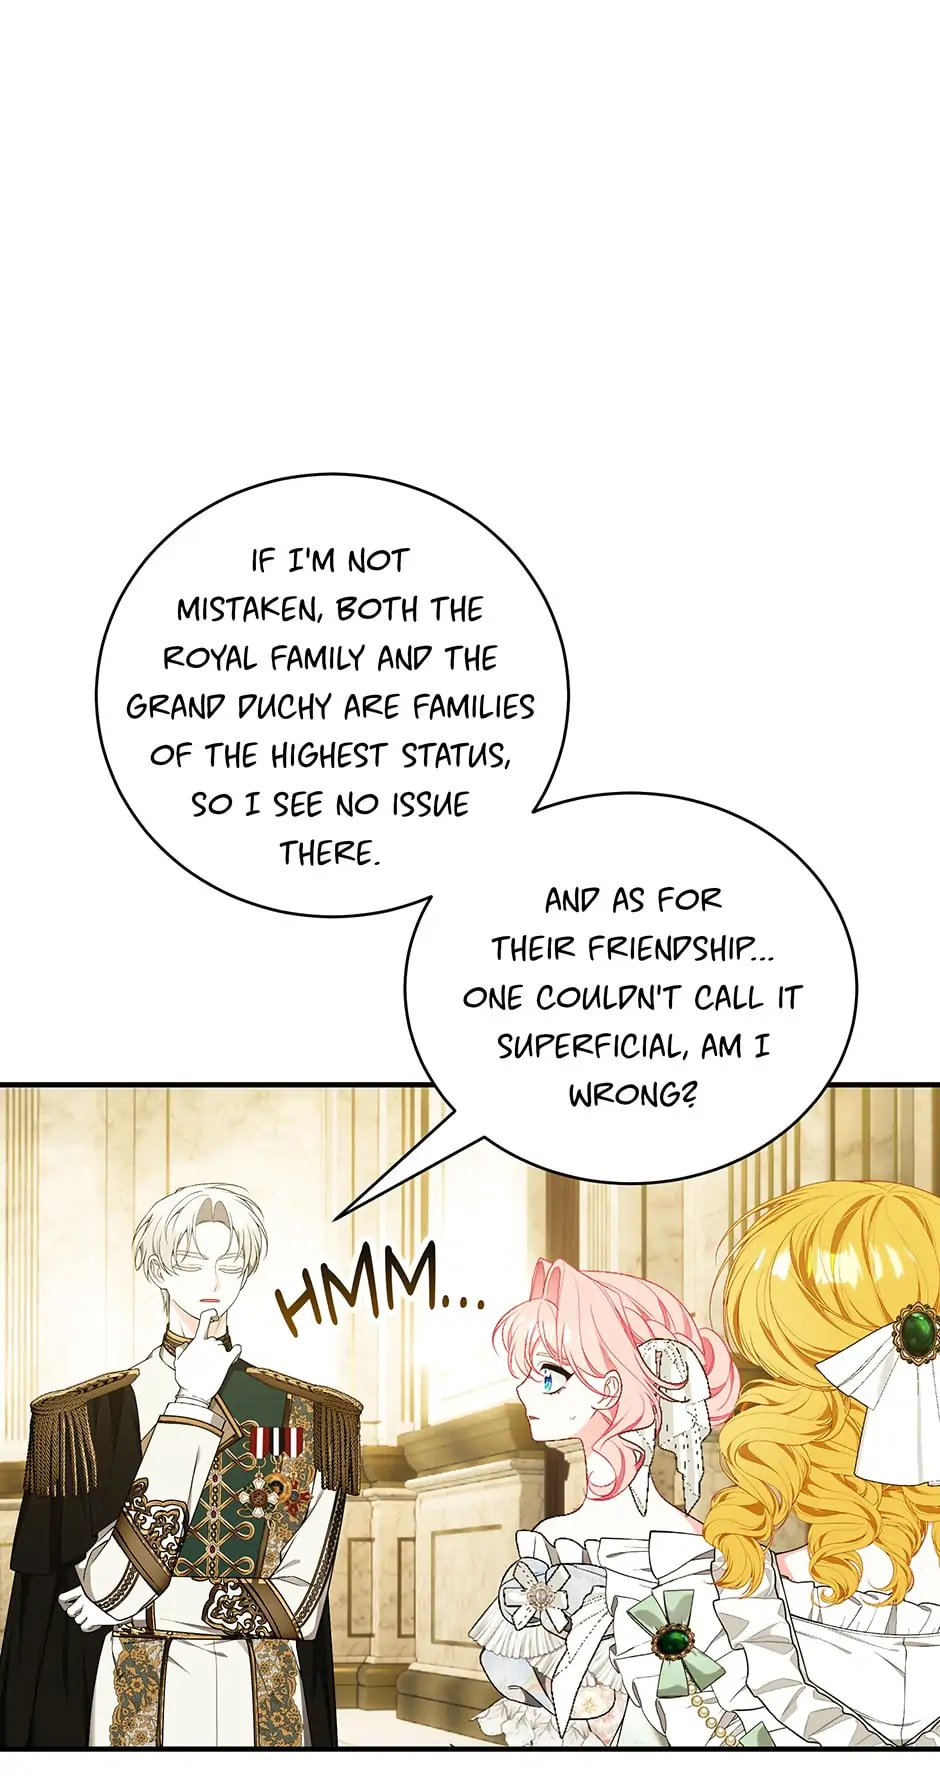 IF I'M NOT
MISTAKEN, BOTH THE
ROYAL FAMILY AND THE
GRAND DUCHY ARE FAMILIES
OF THE HIGHEST STATUS,
SO I SEE NO ISSUE
THERE.
AND AS FOR
THEIR FRIENDSHIP...
ONE COULDN'T CALL IT
SUPERFICIAL, AM I
WRONG?
HMM...